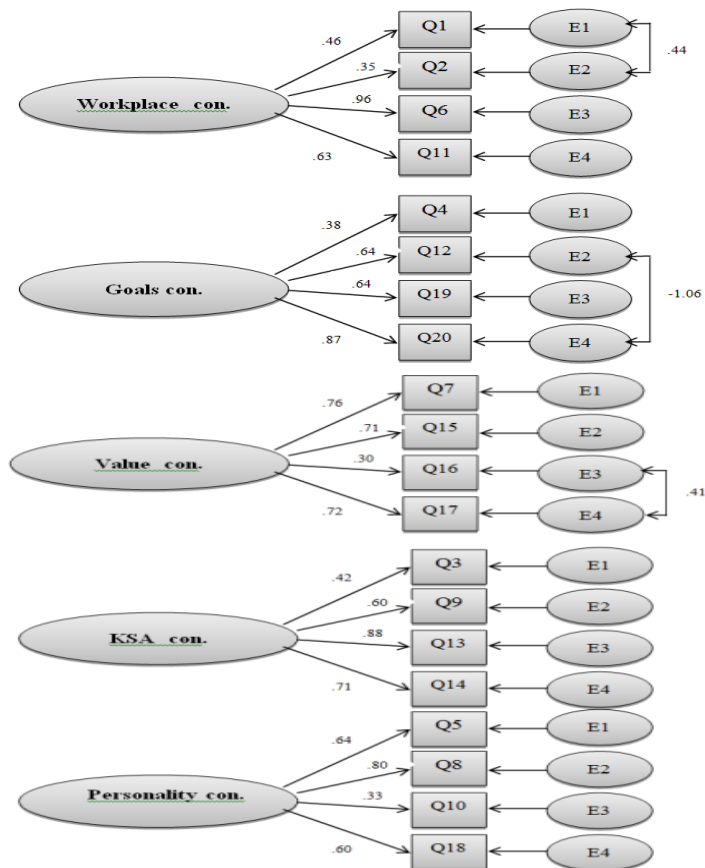 Q1
E1
.46
.44
Q2
E2
.35
Workplace con.
.96
Q6
E3
.63
Q11
E4
Q4
E1
.38
Q12
E2
.64
Goals con.
.64
Q19
E3
-1.06
.87
Q20
E4
Q7
E1
.76
Q15
E2
.71
Value con.
.30
Q16
E3
.41
.72
Q17
E4
Q3
E1
.42
Q9
E2
.60
KSA con.
.88
Q13
E3
.71
Q14
E4
Q5
E1
.64
Q8
E2
.80
Personality con.
.33
Q10
E3
.60
Q18
E4